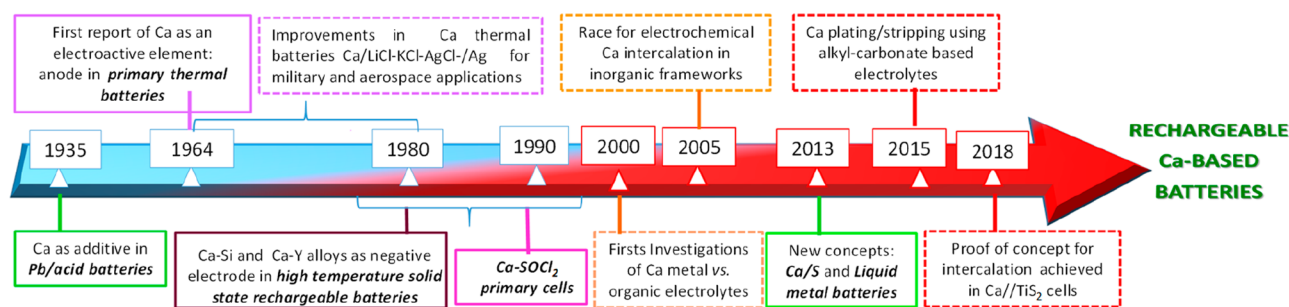 First report of Ca as an
electroactive element:
anode in primary thermal
batteries
Improvements in Ca thermal
batteries Ca/LiCl-KCl-AgCl-/Ag for
military and aerospace applications
Race for electrochemical
Ca intercalation in
inorganic frameworks
Ca plating/stripping using
alkyl-carbonate based
electrolytes
1935
1964
1980
1990
2000
2005
2013
2015
2018
RECHARGEABLE
Ca-BASED
BATTERIES
Ca as additive in
Pb/acid batteries
Ca-Si and Ca-Y alloys as negative
electrode in high temperature solid
state rechargeable batteries
Ca-SOCl₂
primary cells
Firsts Investigations
of Ca metal vs.
organic electrolytes
New concepts:
Ca/S and Liquid
metal batteries
Proof of concept for
intercalation achieved
in Ca//TiS₂ cells